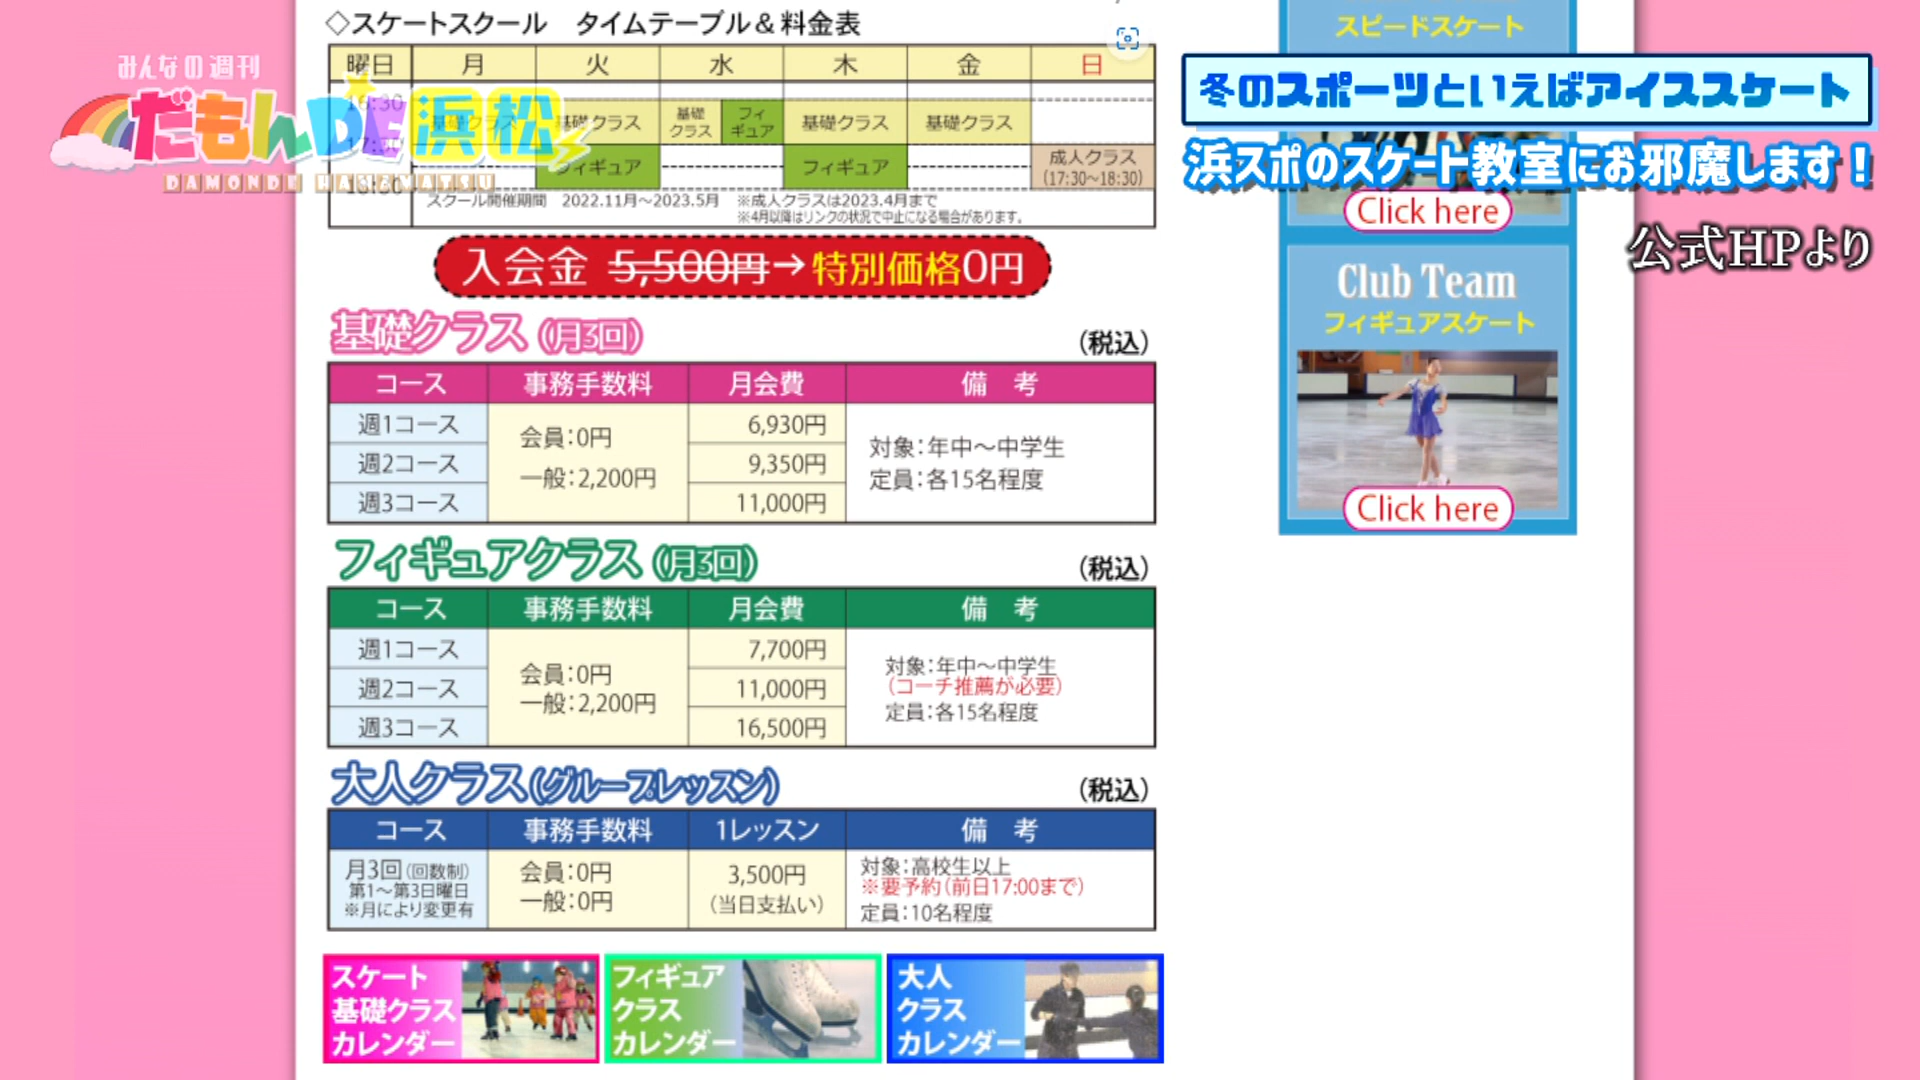 ◇スケートスクール　タイムテーブル＆料金表
曜日 月 火 水 木 金 日
16:30
基礎クラス 基礎クラス 基礎クラス フィギュア 基礎クラス 基礎クラス
フィギュア フィギュア 成人クラス (17:30～18:30)
スクール開催期間　2022.11月～2023.5月　※成人クラスは2023.4月まで
※4月以降はリンクの状況で中止になる場合があります。
みんなの週刊
だもんDE浜松
DAMONDE HAMAMATSU
入会金 5,500円→特別価格0円
基礎クラス (月3回) (税込)
コース 事務手数料 月会費 備　考
週1コース 6,930円
週2コース 9,350円
週3コース 11,000円
会員：0円
一般：2,200円
対象：年中～中学生
定員：各15名程度
フィギュアクラス (月3回) (税込)
コース 事務手数料 月会費 備　考
週1コース 7,700円
週2コース 11,000円
週3コース 16,500円
会員：0円
一般：2,200円
対象：年中～中学生
(コーチ推薦が必要)
定員：各15名程度
大人クラス(グループレッスン) (税込)
コース 事務手数料 1レッスン 備　考
月3回(回数制)
第1～第3日曜日
※月により変更有
会員：0円
一般：0円
3,500円
(当日支払い)
対象：高校生以上
※要予約(前日17:00まで)
定員：10名程度
スケート
基礎クラス
カレンダー
フィギュア
クラス
カレンダー
大人
クラス
カレンダー
スピードスケート
冬のスポーツといえばアイススケート
浜スポのスケート教室にお邪魔します！
Click here
公式HPより
Club Team
フィギュアスケート
Click here